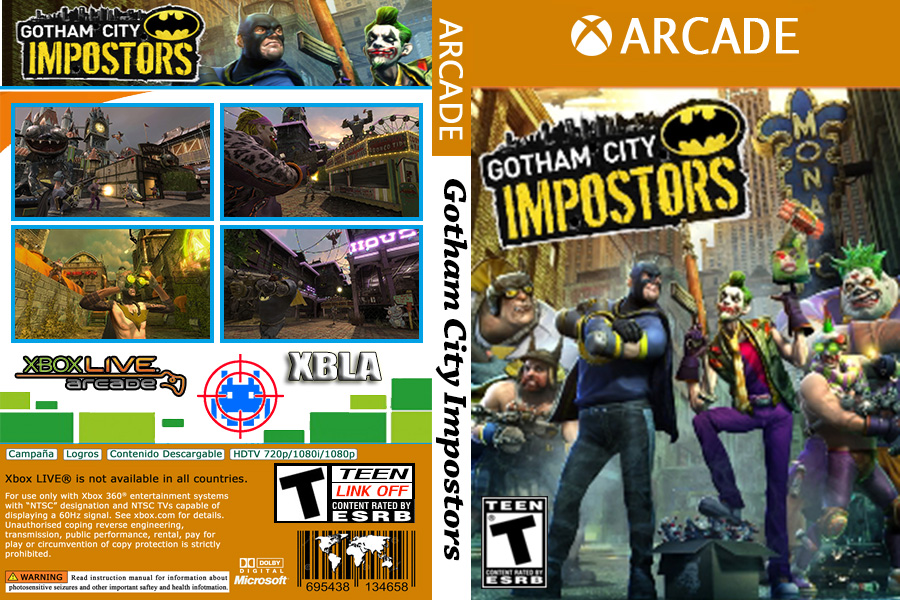 GOTHAM CITY
IMPOSTORS
XBOX LIVE
arcade
XBLA
Campaña
Logros
Contenido Descargable
HDTV 720p/1080i/1080p
Xbox LIVE® is not available in all countries.
For use only with Xbox 360® entertainment systems
with "NTSC" designation and NTSC TVs capable of
displaying a 60Hz signal. See xbox.com for details.
Unauthorised coping reverse engineering,
transmission, public performance, rental, pay for
play or circumvention of copy protection is strictly
prohibited.
WARNING Read instruction manual for information about
photosensitive seizures and other important saftey and health infotmation.
T
TEEN
LINK OFF
CONTENT RATED BY
ESRB
DOLBY
DIGITAL
Microsoft®
695438 134658
ARCADE
Gotham City Impostors
ARCADE
GOTHAM CITY
IMPOSTORS
MONA
TEEN
T
CONTENT RATED BY
ESRB